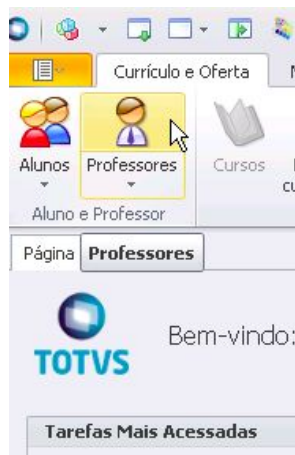 Currículo e Oferta
Alunos
Professores
Cursos
Aluno e Professor
Página
Professores
Bem-vindo:
TOTVS
Tarefas Mais Acessadas